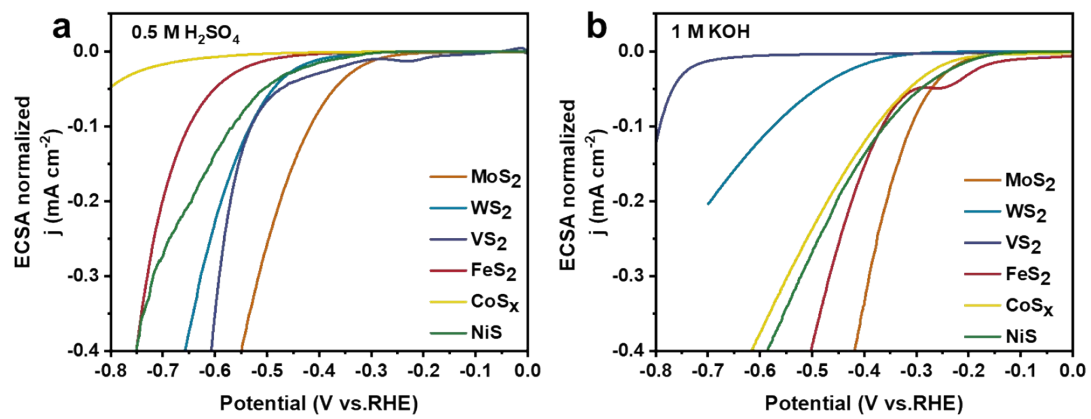 a
0.5 M H₂SO₄
ECSA normalized
j (mA cm⁻²)
0.0
-0.1
-0.2
-0.3
-0.4
MoS₂
WS₂
VS₂
FeS₂
CoSₓ
NiS
-0.8 -0.7 -0.6 -0.5 -0.4 -0.3 -0.2 -0.1 0.0
Potential (V vs.RHE)
b
1 M KOH
ECSA normalized
j (mA cm⁻²)
0.0
-0.1
-0.2
-0.3
-0.4
MoS₂
WS₂
VS₂
FeS₂
CoSₓ
NiS
-0.8 -0.7 -0.6 -0.5 -0.4 -0.3 -0.2 -0.1 0.0
Potential (V vs.RHE)